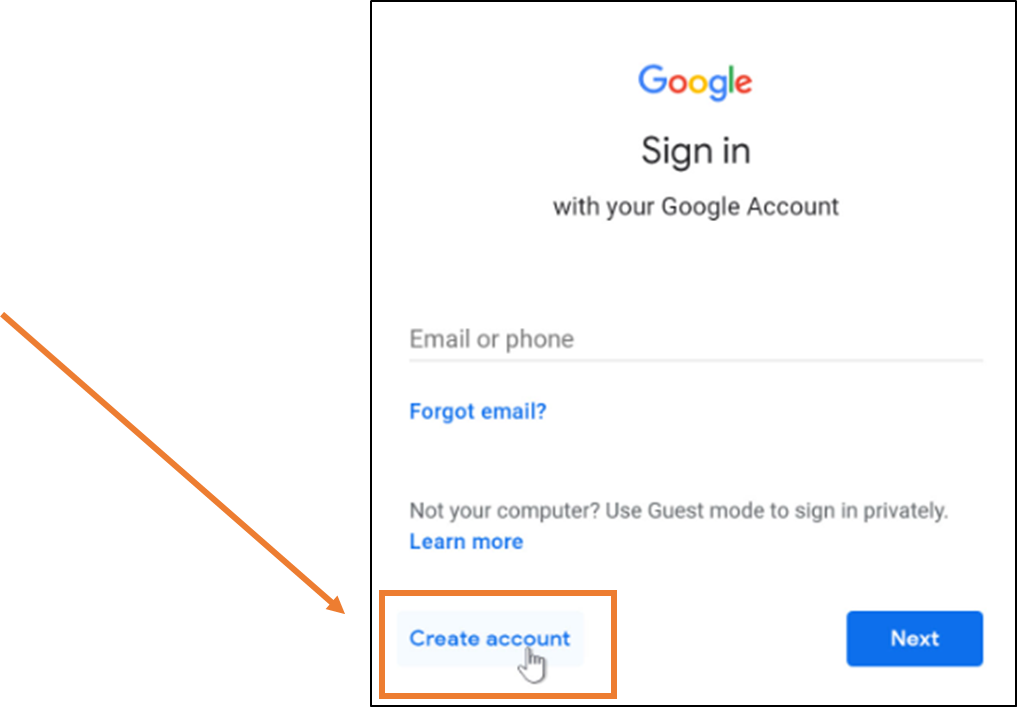 Google
Sign in
with your Google Account
Email or phone
Forgot email?
Not your computer? Use Guest mode to sign in privately.
Learn more
Create account
Next